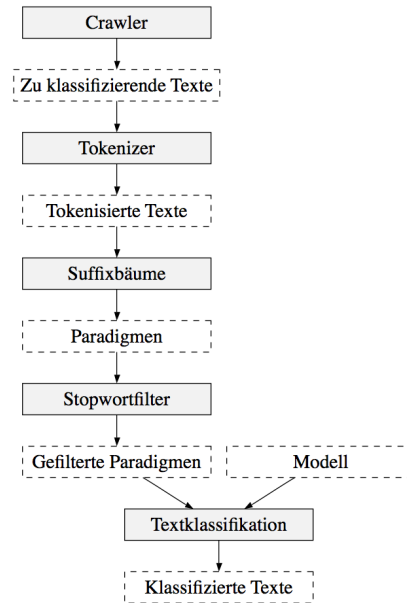 Crawler
Zu klassifizierende Texte
Tokenizer
Tokenisierte Texte
Suffixbäume
Paradigmen
Stopwortfilter
Gefilterte Paradigmen
Modell
Textklassifikation
Klassifizierte Texte